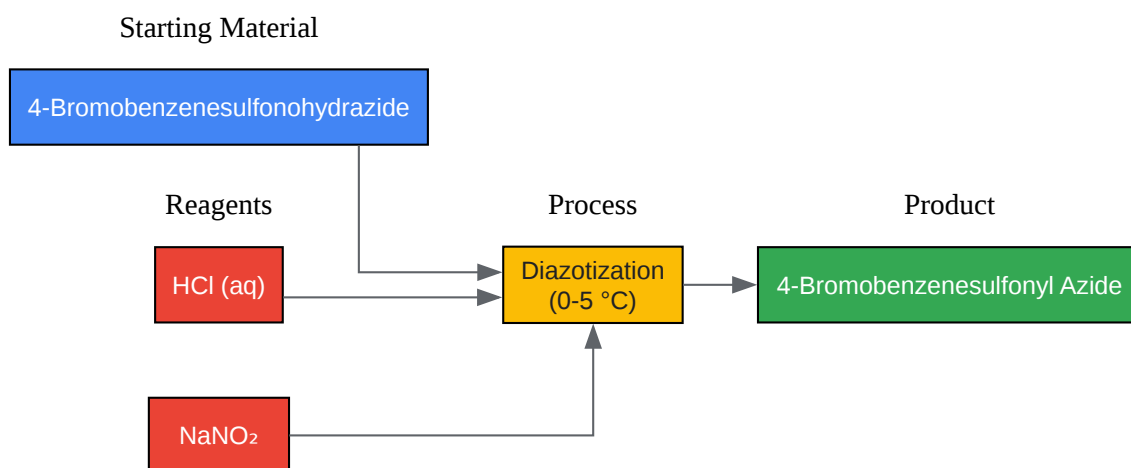 Starting Material
4-Bromobenzenesulfonohydrazide
Reagents
Process
Product
HCl (aq)
Diazotization
(0-5 °C)
4-Bromobenzenesulfonyl Azide
NaNO₂